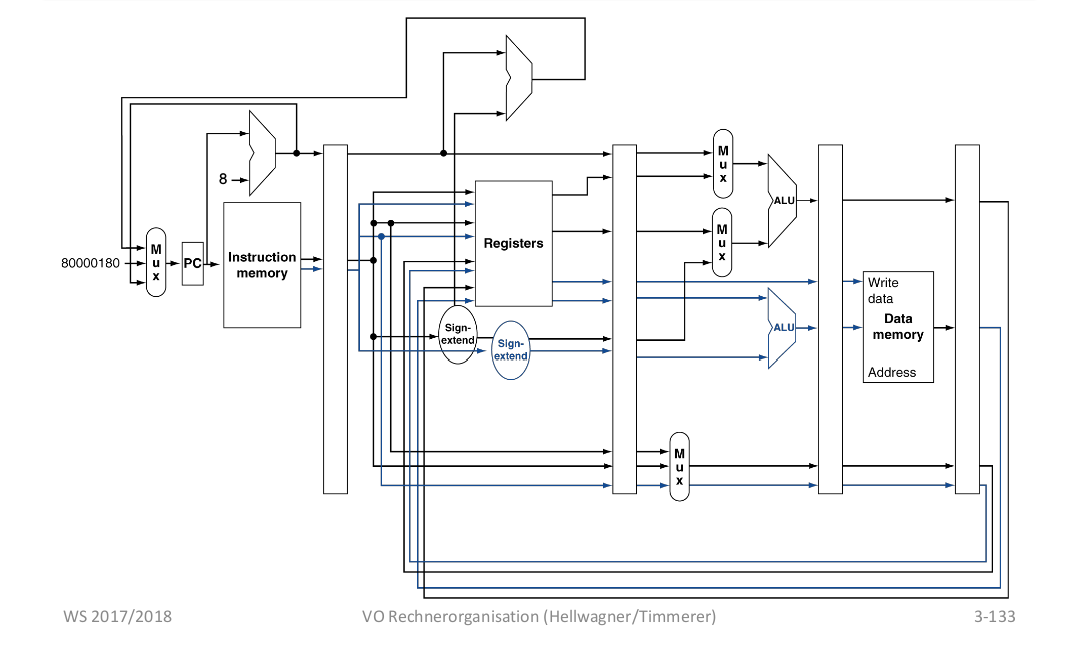 8
80000180
M
u
x
PC
Instruction
memory
Registers
Sign-
extend
Sign-
extend
M
u
x
M
u
x
ALU
ALU
M
u
x
Write
data
Data
memory
Address
WS 2017/2018
VO Rechnerorganisation (Hellwagner/Timmerer)
3-133